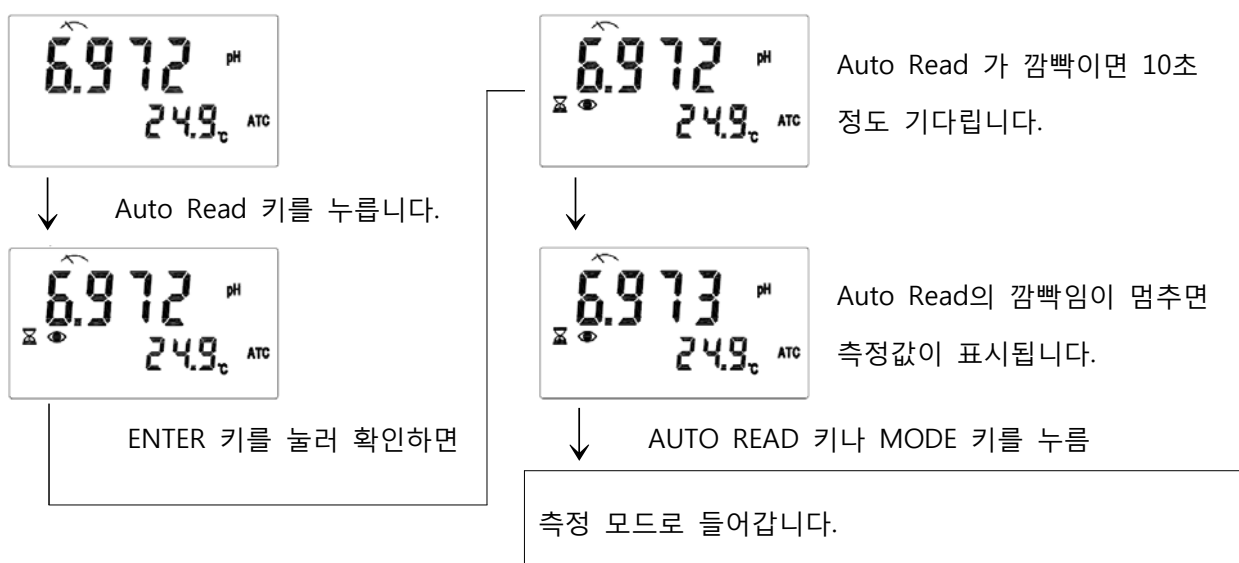 6.972 pH
24.9℃ ATC
Auto Read 키를 누릅니다.
6.972 pH
24.9℃ ATC
ENTER 키를 눌러 확인하면
6.972 pH
24.9℃ ATC
Auto Read 가 깜빡이면 10초
정도 기다립니다.
6.973 pH
24.9℃ ATC
Auto Read의 깜빡임이 멈추면
측정값이 표시됩니다.
AUTO READ 키나 MODE 키를 누름
측정 모드로 들어갑니다.